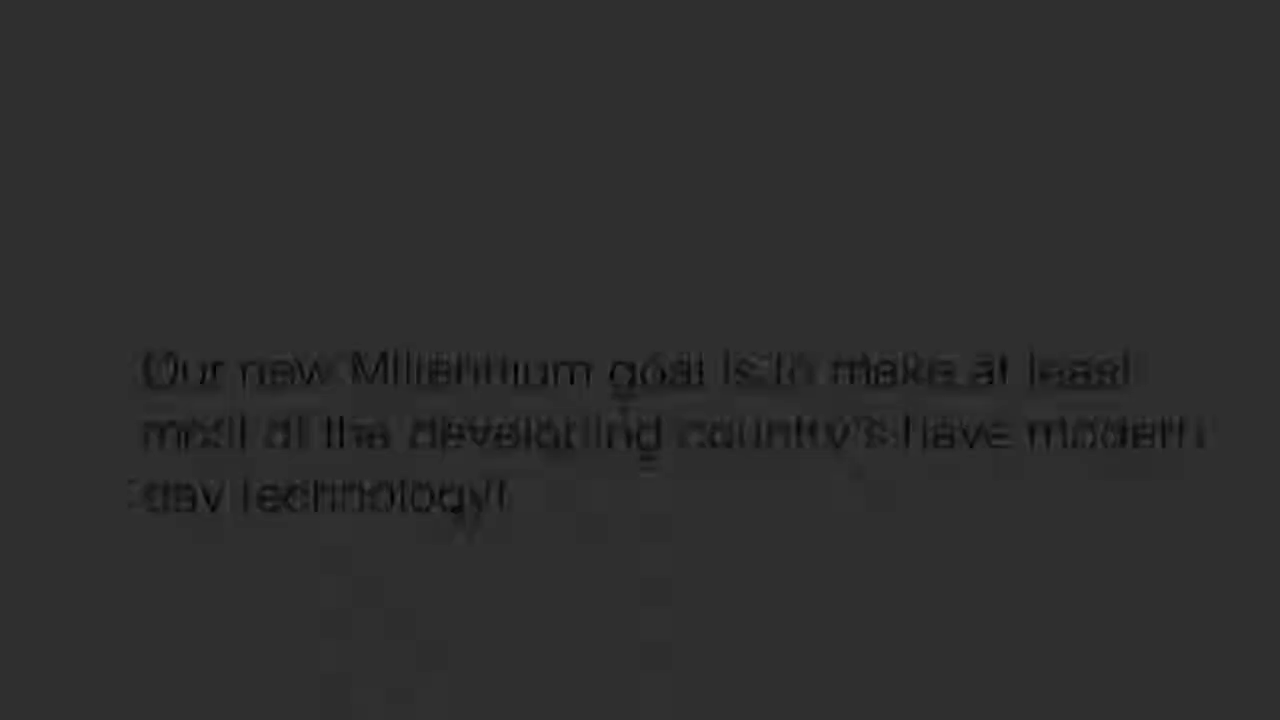 Our new Millennium goal is to make at least
most of the developing country's have modern
day technology!